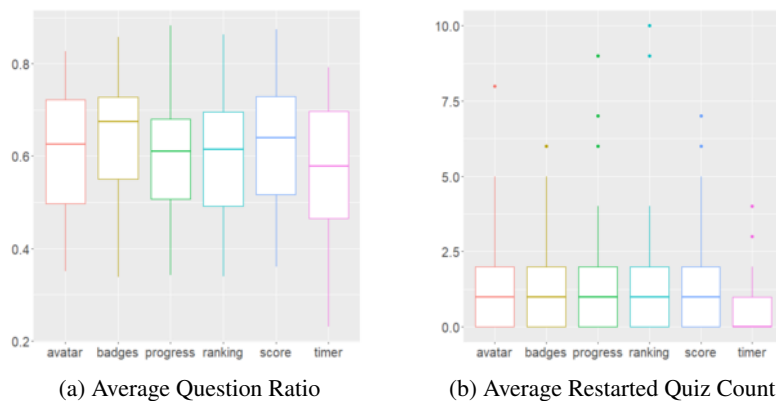 0.8
0.6
0.4
0.2
avatar badges progress ranking score timer
(a) Average Question Ratio
10.0
7.5
5.0
2.5
0.0
avatar badges progress ranking score timer
(b) Average Restarted Quiz Count